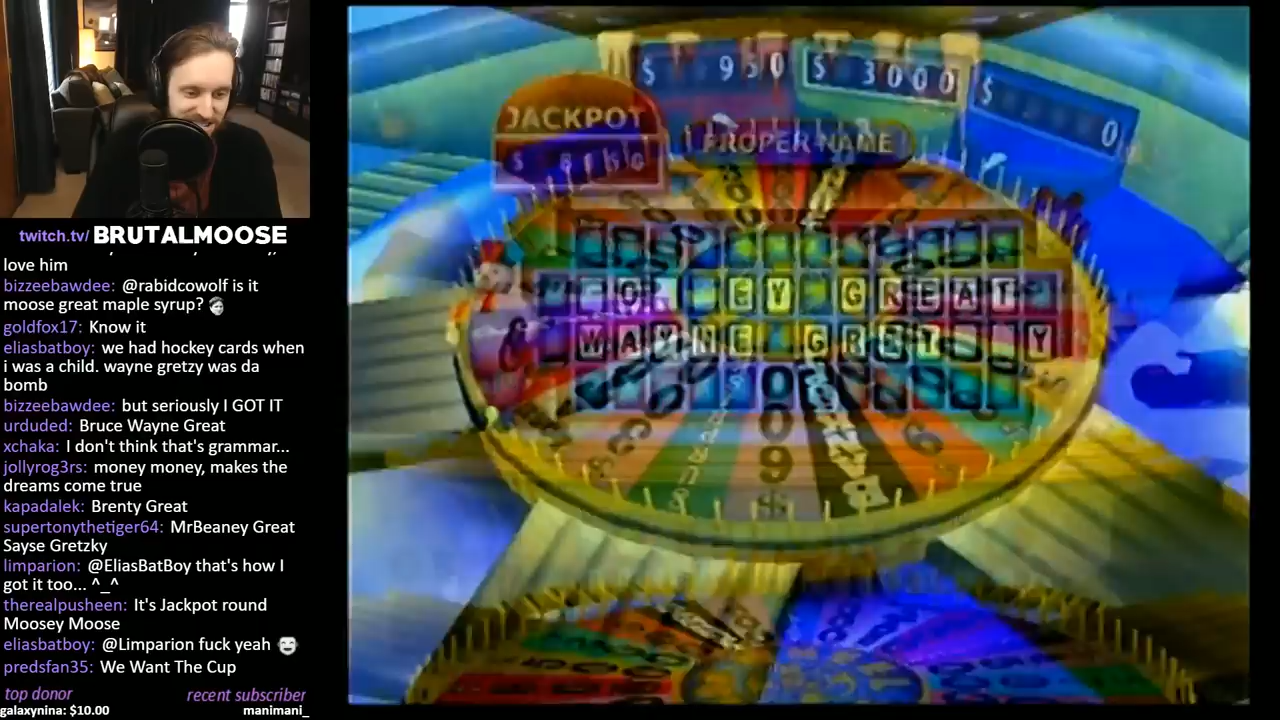 twitch.tv/ BRUTALMOOSE
love him
bizzeebawdee: @rabidcowolf is it
moose great maple syrup?
goldfox17: Know it
eliasbatboy: we had hockey cards when
i was a child. wayne gretzy was da
bomb
bizzeebawdee: but seriously I GOT IT
urduded: Bruce Wayne Great
xchaka: I don't think that's grammar...
jollyrog3rs: money money, makes the
dreams come true
kapadalek: Brenty Great
supertonythetiger64: MrBeaney Great
Sayse Gretzky
limparion: @EliasBatBoy that's how I
got it too... ^_^
therealpusheen: It's Jackpot round
Moosey Moose
eliasbatboy: @Limparion fuck yeah
predsfan35: We Want The Cup
top donor recent subscriber
galaxynina: $10.00 manimani_
$ 950 $ 3000 $ 0
JACKPOT
PROPER NAME
O EY GREAT
WAYNE GRET Y